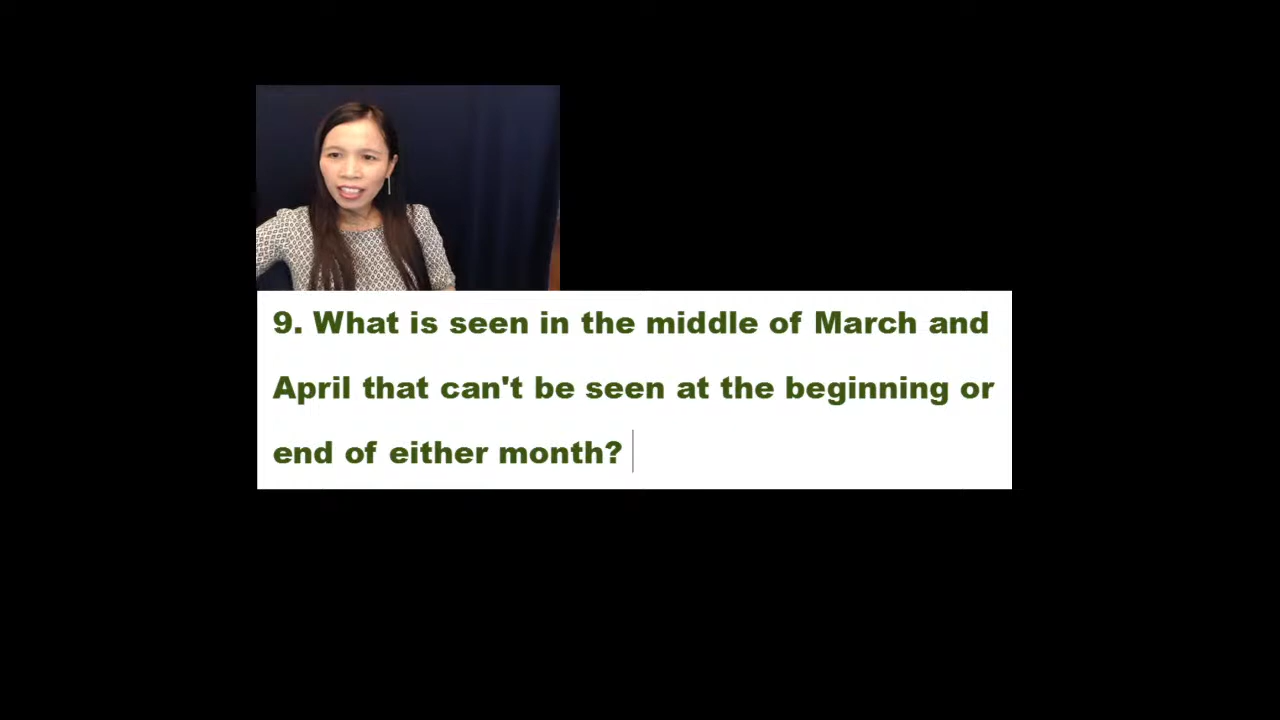 9. What is seen in the middle of March and
April that can't be seen at the beginning or
end of either month?